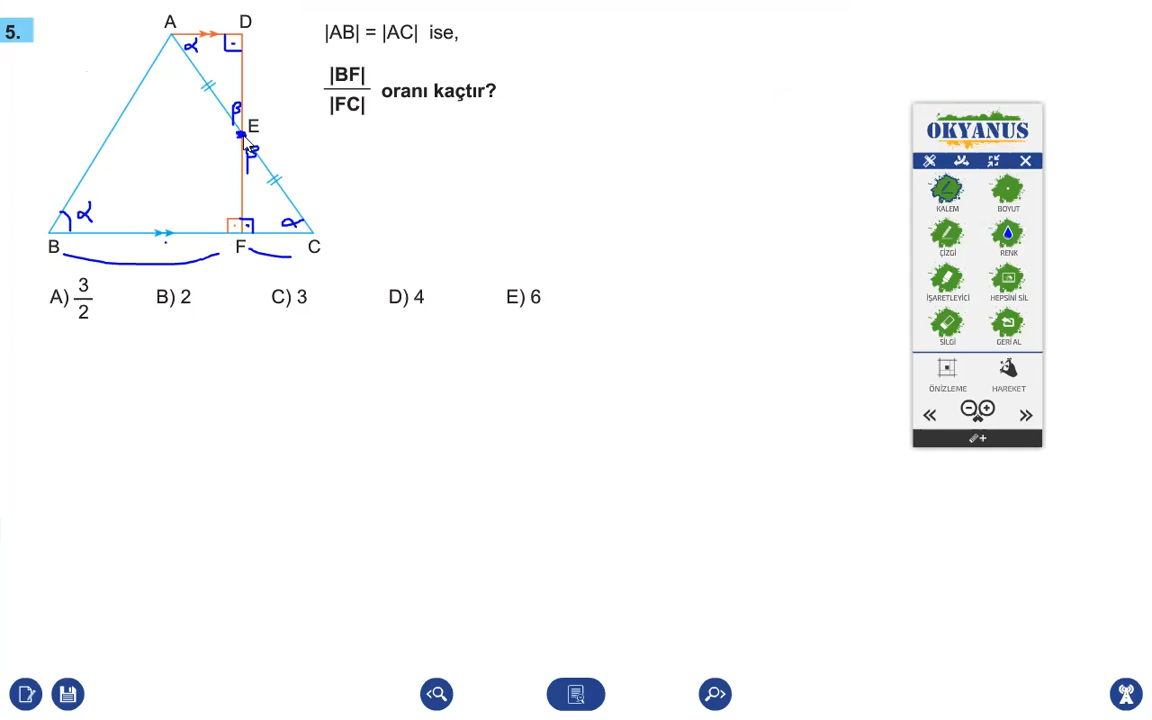 5.
A
D
|AB| = |AC| ise,
|BF|
|FC|
oranı kaçtır?
α
β
E
β
α
α
B
F
C
A) 3/2
B) 2
C) 3
D) 4
E) 6
OKYANUS
KALEM
BOYUT
ÇİZGİ
RENK
İŞARETLEYİCİ
HEPSİNİ SİL
SİLGİ
GERİ AL
ÖNİZLEME
HAREKET